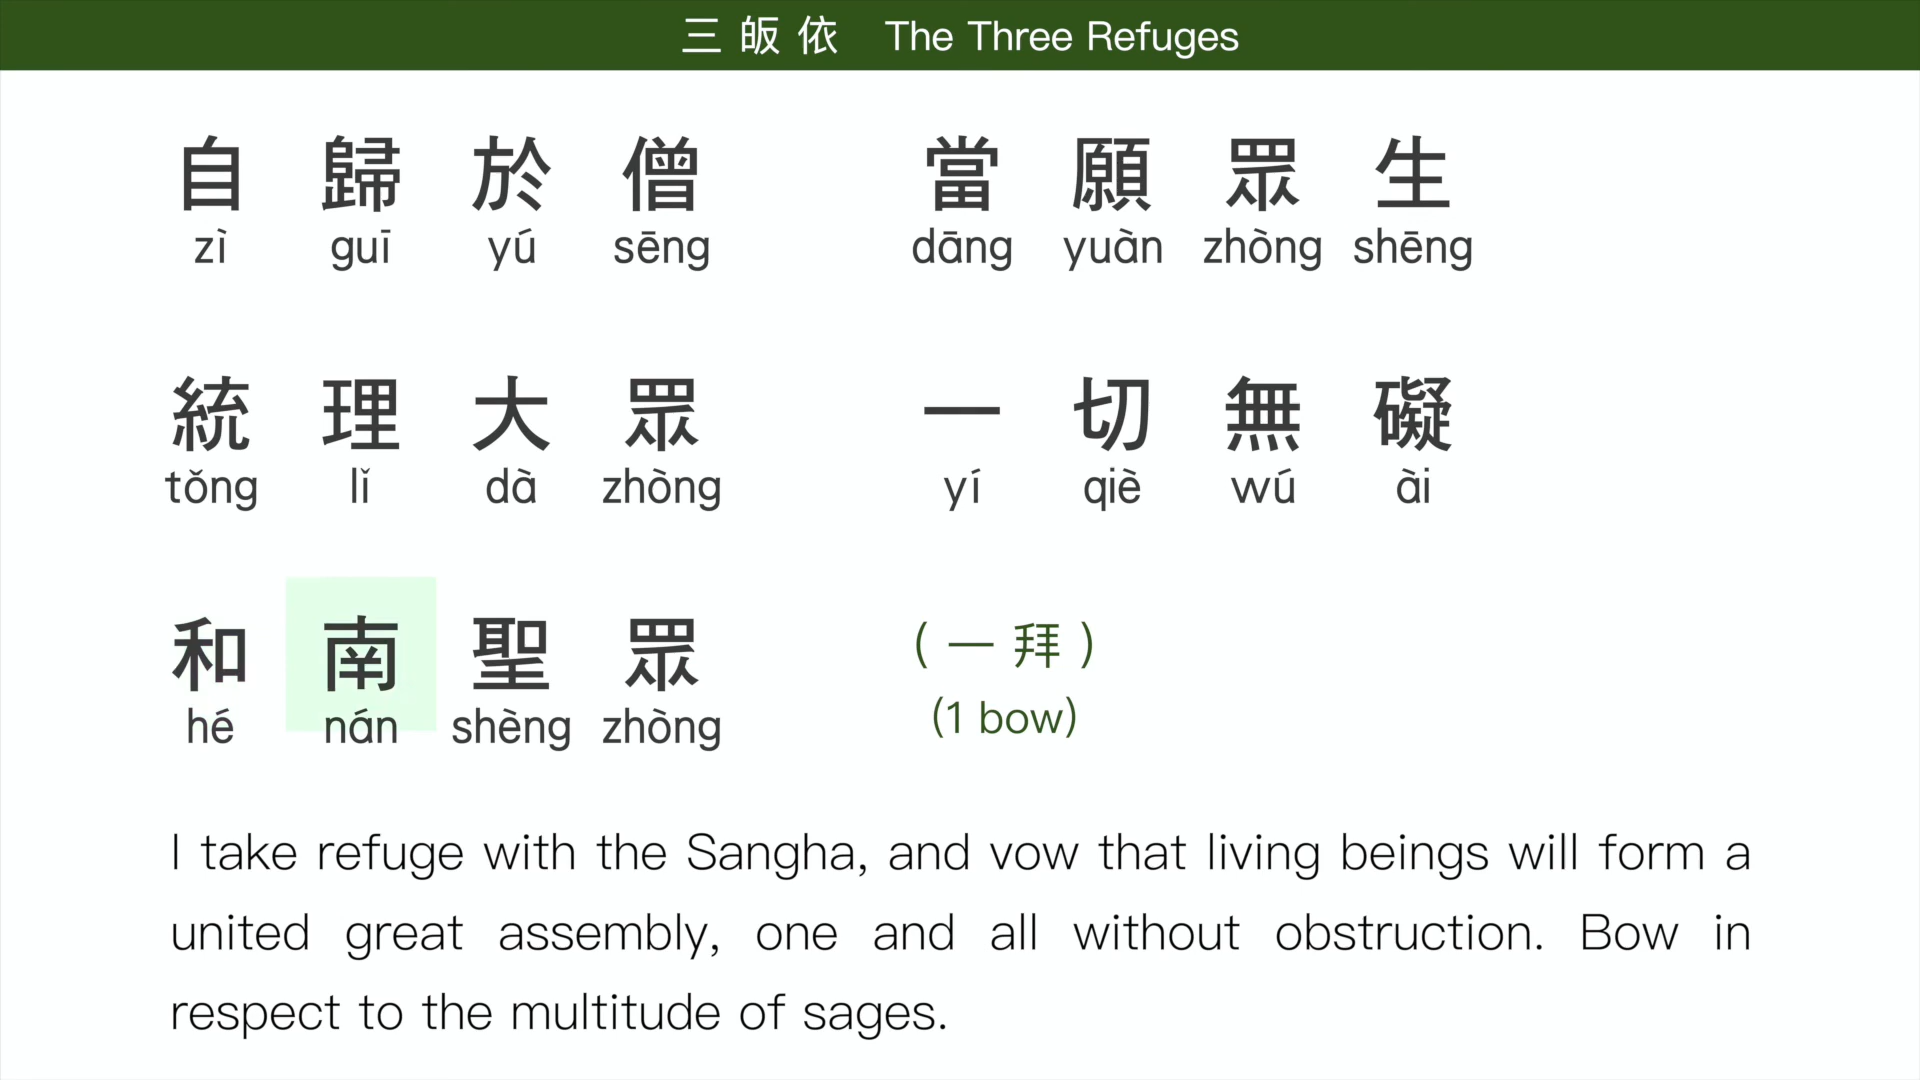 三皈依 The Three Refuges
自歸於僧 當願眾生
zì guī yú sēng dāng yuàn zhòng shēng
統理大眾 一切無礙
tǒng lǐ dà zhòng yí qiè wú ài
和南聖眾 (一拜)
hé nán shèng zhòng (1 bow)
I take refuge with the Sangha, and vow that living beings will form a
united great assembly, one and all without obstruction. Bow in
respect to the multitude of sages.